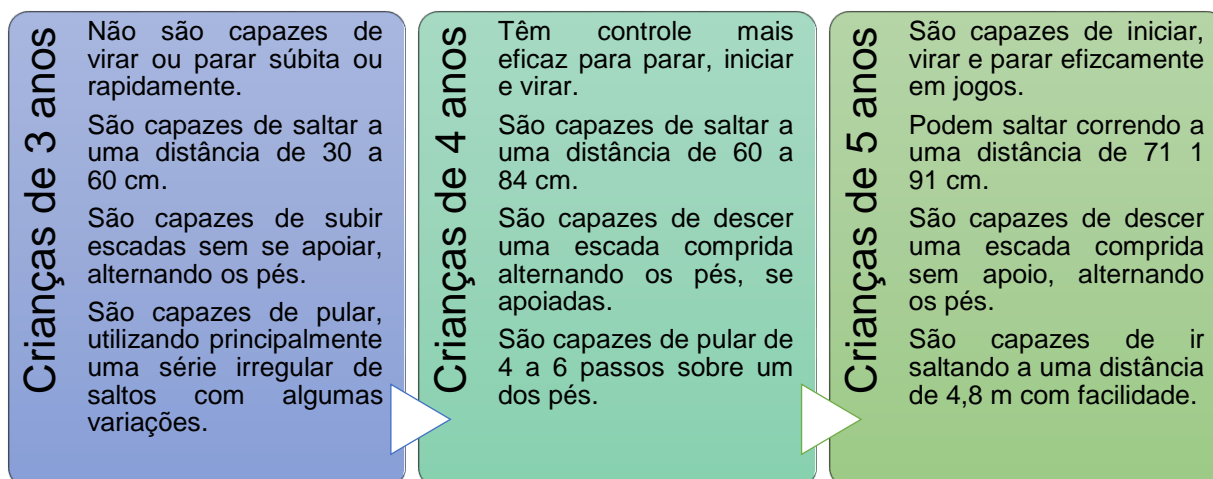 Crianças de 3 anos
Não são capazes de
virar ou parar súbita ou
rapidamente.
São capazes de saltar a
uma distância de 30 a
60 cm.
São capazes de subir
escadas sem se apoiar,
alternando os pés.
São capazes de pular,
utilizando principalmente
uma série irregular de
saltos com algumas
variações.
Crianças de 4 anos
Têm controle mais
eficaz para parar, iniciar
e virar.
São capazes de saltar a
uma distância de 60 a
84 cm.
São capazes de descer
uma escada comprida
alternando os pés, se
apoiadas.
São capazes de pular de
4 a 6 passos sobre um
dos pés.
Crianças de 5 anos
São capazes de iniciar,
virar e parar efizcamente
em jogos.
Podem saltar correndo a
uma distância de 71 1
91 cm.
São capazes de descer
uma escada comprida
sem apoio, alternando
os pés.
São capazes de ir
saltando a uma distância
de 4,8 m com facilidade.